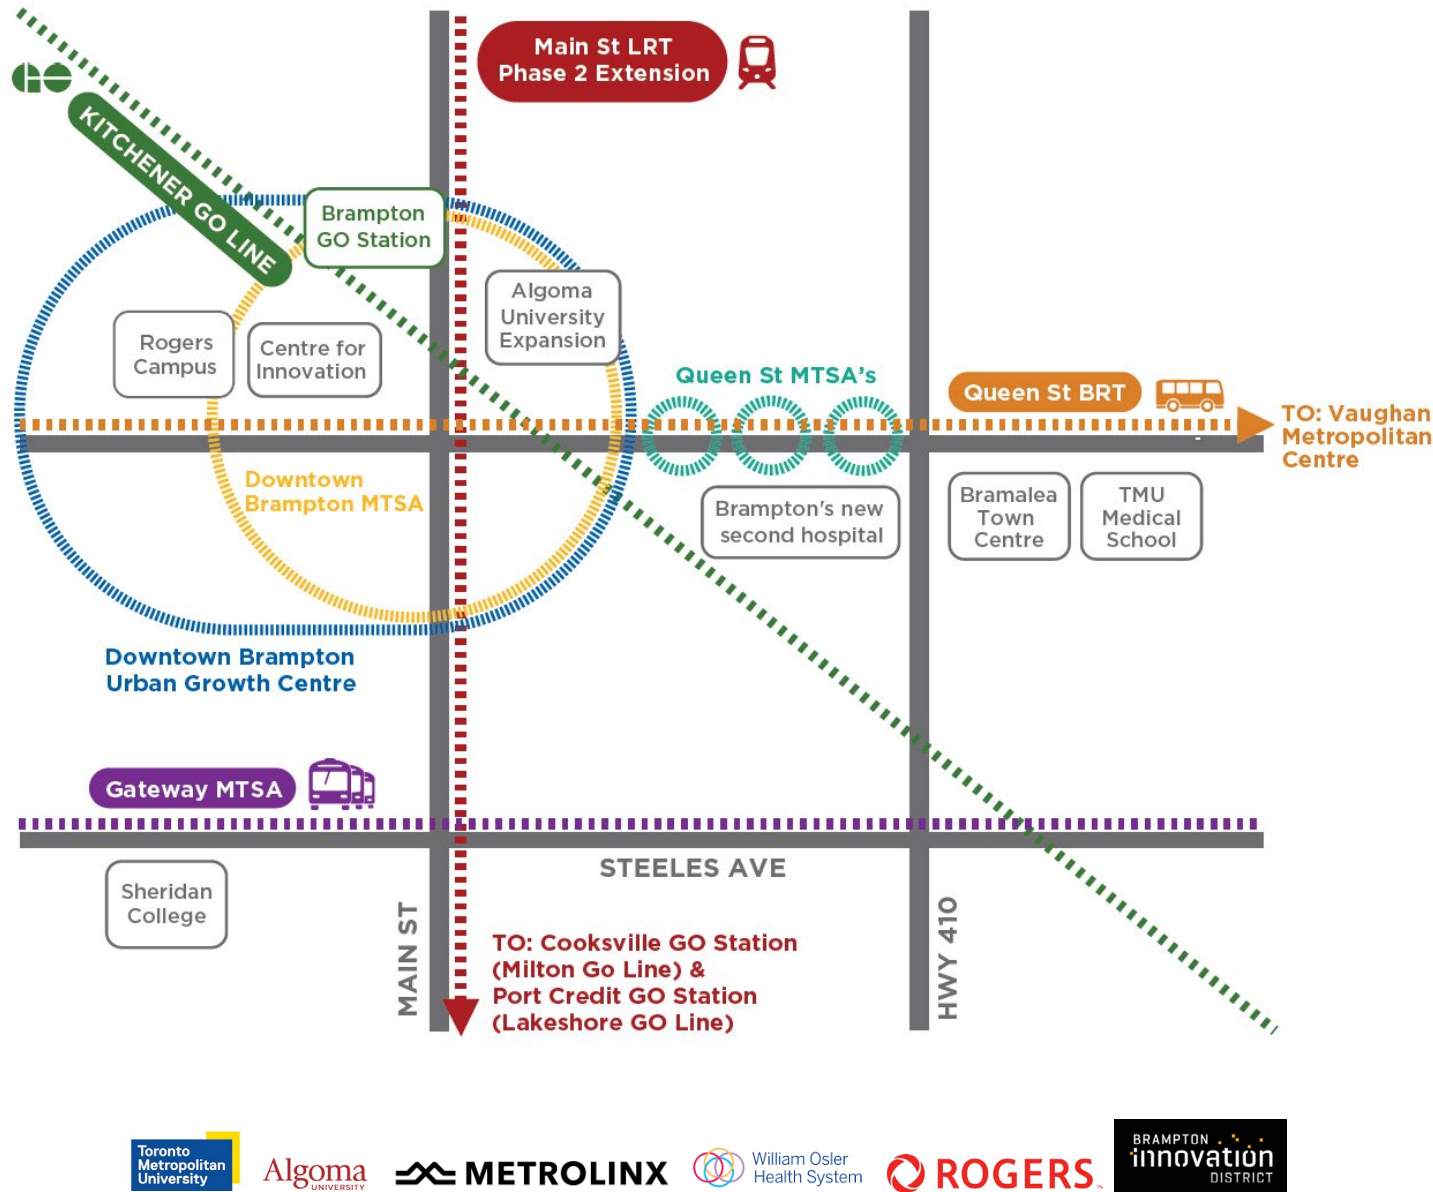 Main St LRT
Phase 2 Extension
GO
KITCHENER GO LINE
Brampton
GO Station
Algoma
University
Expansion
Rogers
Campus
Centre for
Innovation
Queen St MTSA's
Queen St BRT
TO: Vaughan
Metropolitan
Centre
Downtown
Brampton MTSA
Brampton's new
second hospital
Bramalea
Town
Centre
TMU
Medical
School
Downtown Brampton
Urban Growth Centre
Gateway MTSA
STEELES AVE
Sheridan
College
MAIN ST
HWY 410
TO: Cooksville GO Station
(Milton Go Line) &
Port Credit GO Station
(Lakeshore GO Line)
Toronto
Metropolitan
University
Algoma
UNIVERSITY
METROLINX
William Osler
Health System
ROGERS™
BRAMPTON
innovation
DISTRICT